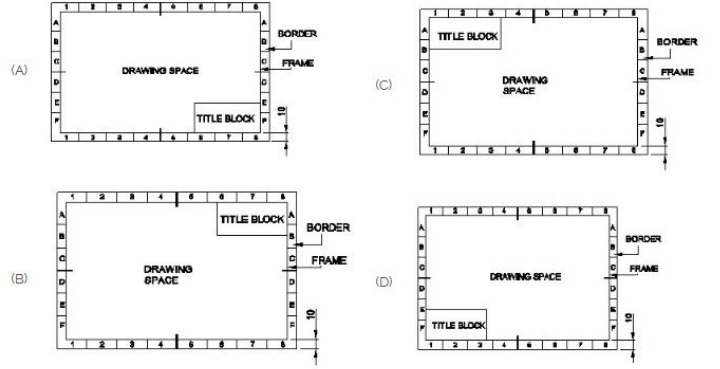 1 2 3 4 5 6 7 8
A A
B B BORDER
(A) C C FRAME
DRAWING SPACE
D D
E E
TITLE BLOCK
F F 10
1 2 3 4 5 6 7 8
1 2 3 4 5 6 7 8
A TITLE BLOCK A
B B BORDER
C C FRAME
(B) DRAWING
SPACE
D D
E E
F F 10
1 2 3 4 5 6 7 8
1 2 3 4 5 6 7 8
A TITLE BLOCK A
B B BORDER
(C) C C FRAME
DRAWING
SPACE
D D
E E
F F 10
1 2 3 4 5 6 7 8
1 2 3 4 5 6 7 8
A A
B B BORDER
C C FRAME
(D) DRAWING SPACE
D D
E E
TITLE BLOCK
F F 10
1 2 3 4 5 6 7 8